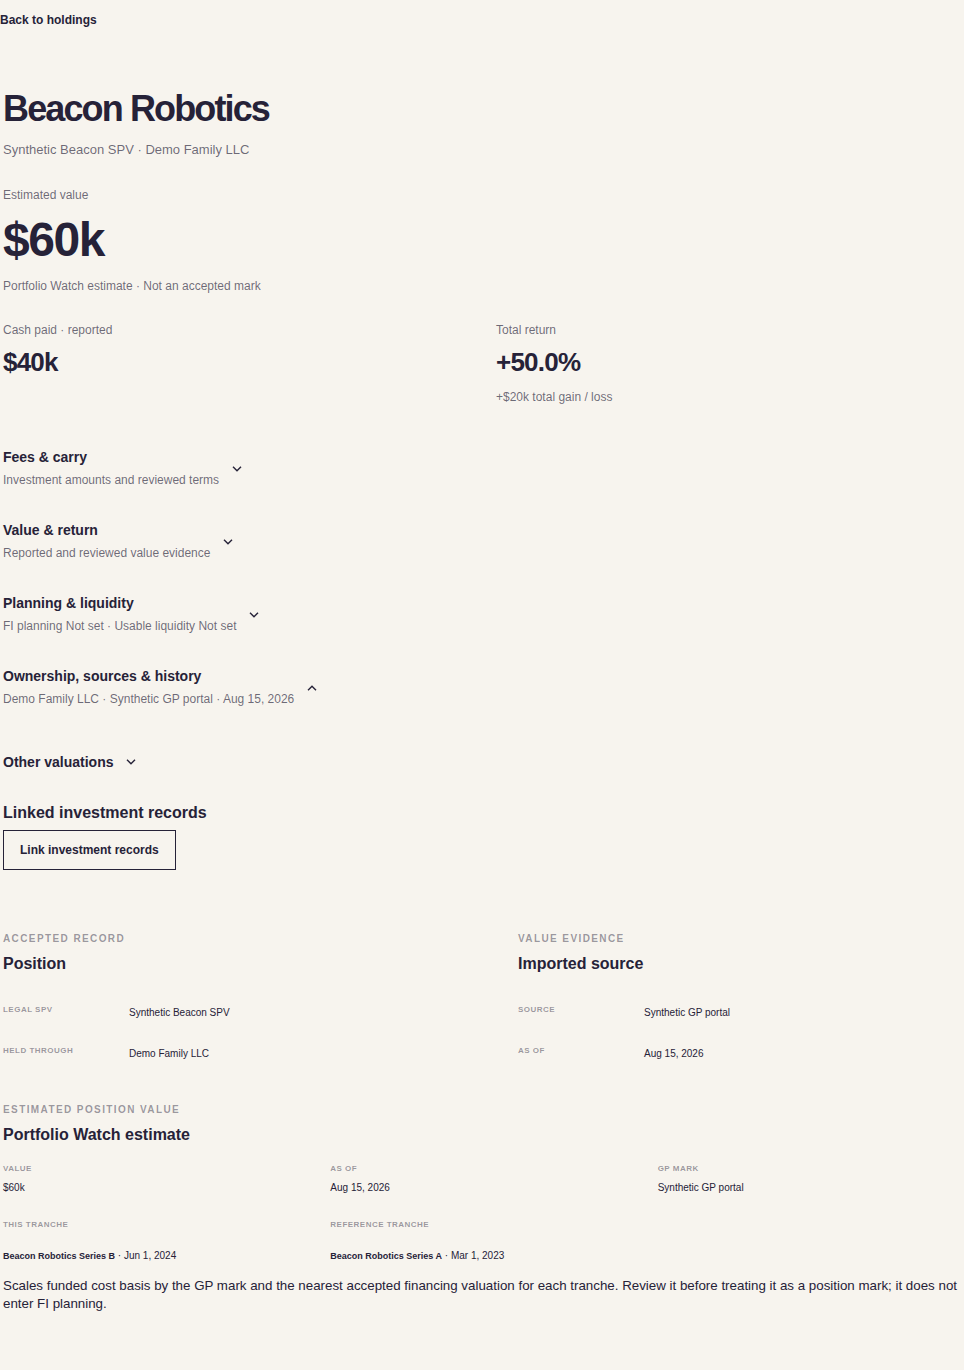 Back to holdings
Beacon Robotics
Synthetic Beacon SPV · Demo Family LLC
Estimated value
$60k
Portfolio Watch estimate · Not an accepted mark
Cash paid · reported
$40k
Total return
+50.0%
+$20k total gain / loss
Fees & carry
Investment amounts and reviewed terms
Value & return
Reported and reviewed value evidence
Planning & liquidity
FI planning Not set · Usable liquidity Not set
Ownership, sources & history
Demo Family LLC · Synthetic GP portal · Aug 15, 2026
Other valuations
Linked investment records
Link investment records
ACCEPTED RECORD
Position
LEGAL SPV
Synthetic Beacon SPV
HELD THROUGH
Demo Family LLC
VALUE EVIDENCE
Imported source
SOURCE
Synthetic GP portal
AS OF
Aug 15, 2026
ESTIMATED POSITION VALUE
Portfolio Watch estimate
VALUE
$60k
AS OF
Aug 15, 2026
GP MARK
Synthetic GP portal
THIS TRANCHE
Beacon Robotics Series B · Jun 1, 2024
REFERENCE TRANCHE
Beacon Robotics Series A · Mar 1, 2023
Scales funded cost basis by the GP mark and the nearest accepted financing valuation for each tranche. Review it before treating it as a position mark; it does not
enter FI planning.